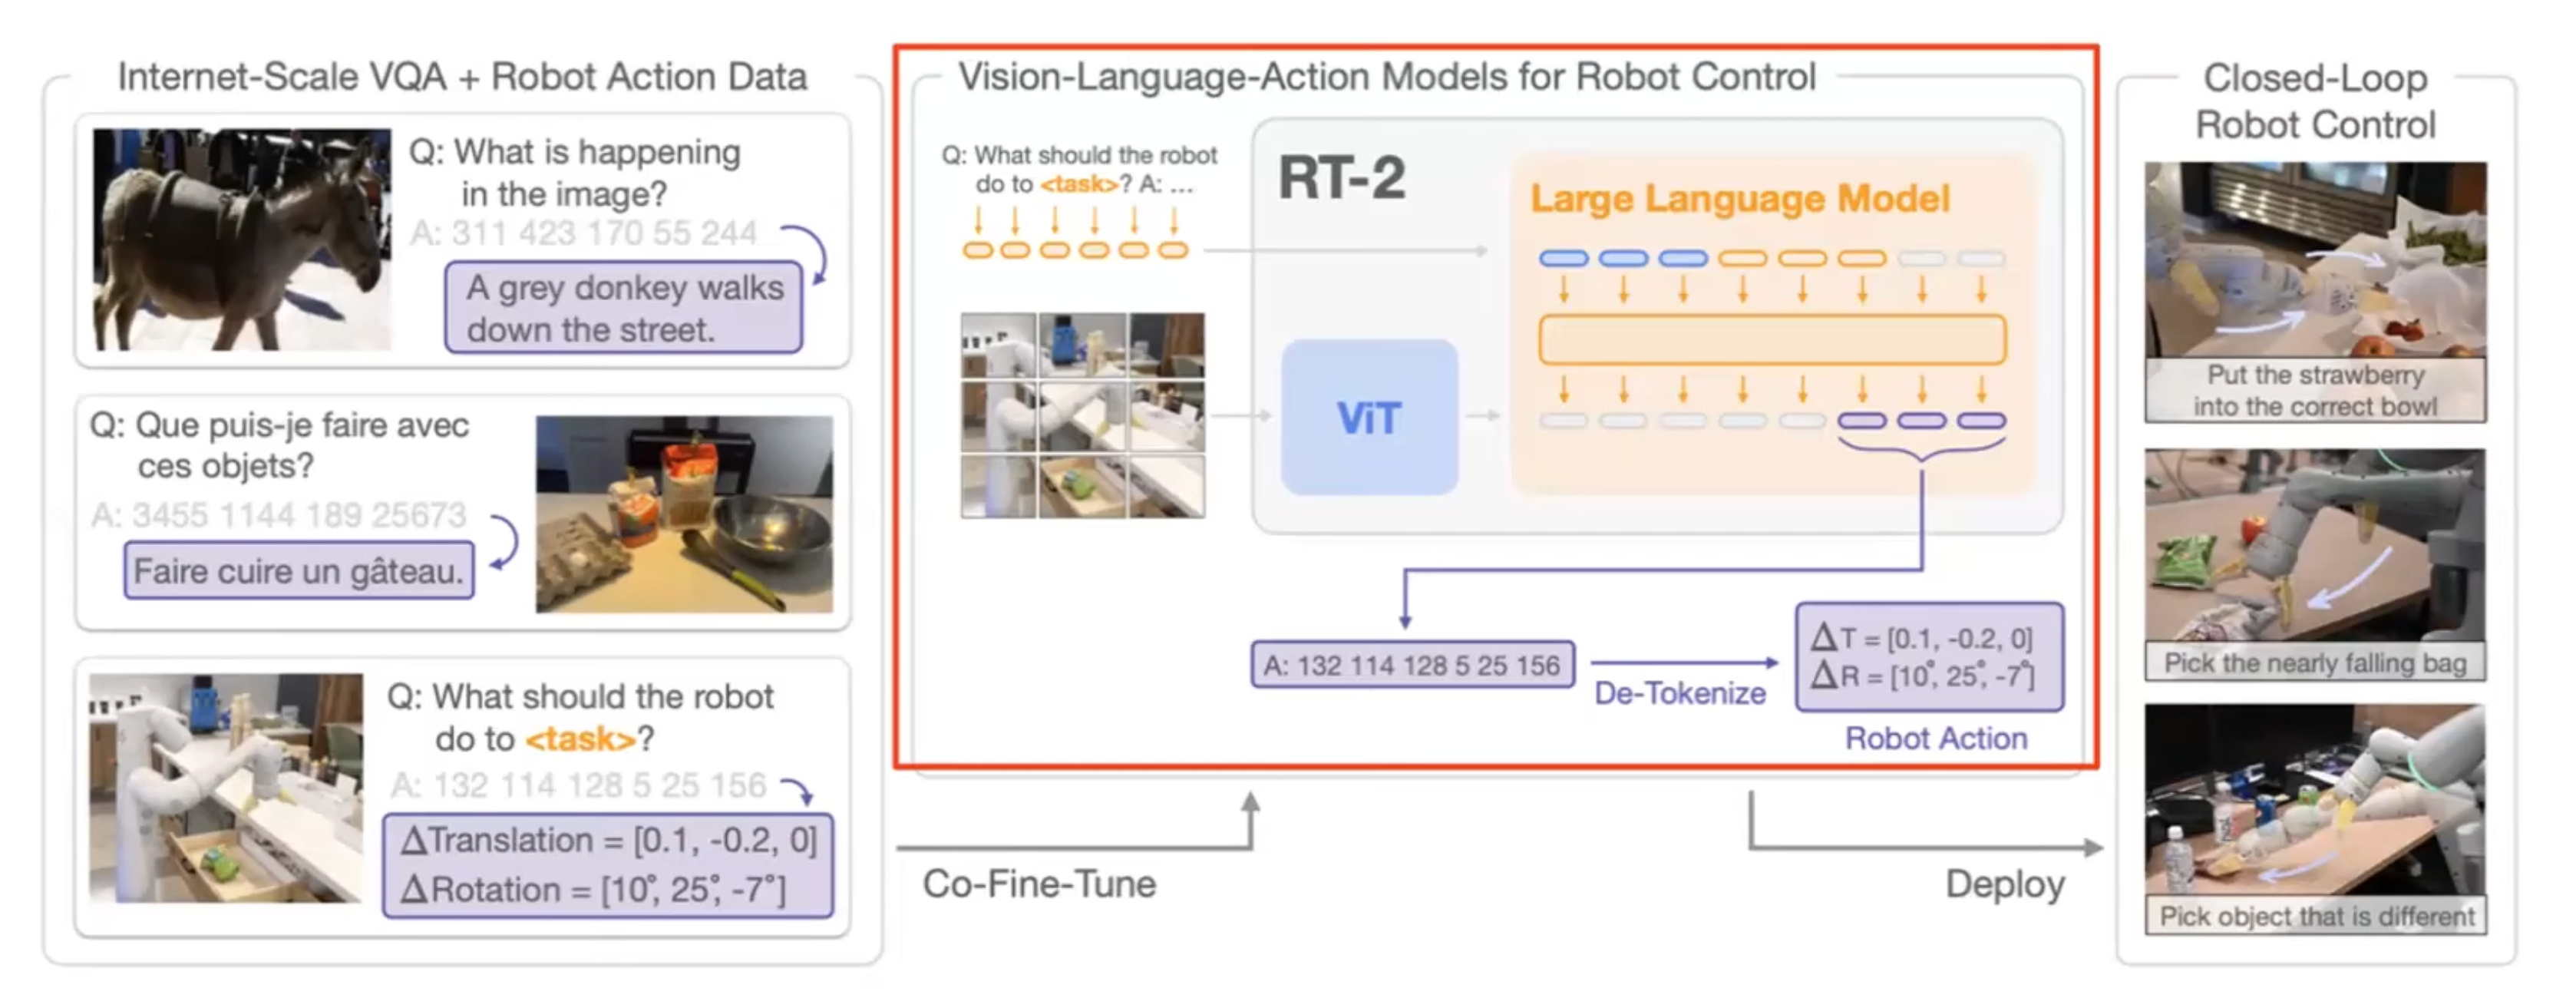 Internet-Scale VQA + Robot Action Data
Q: What is happening
in the image?
A: 311 423 170 55 244
A grey donkey walks
down the street.
Q: Que puis-je faire avec
ces objets?
A: 3455 1144 189 25673
Faire cuire un gâteau.
Q: What should the robot
do to <task>?
A: 132 114 128 5 25 156
ΔTranslation = [0.1, -0.2, 0]
ΔRotation = [10°, 25°, -7°]
Co-Fine-Tune
Vision-Language-Action Models for Robot Control
Q: What should the robot
do to <task>? A: ...
RT-2
Large Language Model
ViT
A: 132 114 128 5 25 156
De-Tokenize
ΔT = [0.1, -0.2, 0]
ΔR = [10°, 25°, -7°]
Robot Action
Deploy
Closed-Loop
Robot Control
Put the strawberry
into the correct bowl
Pick the nearly falling bag
Pick object that is different